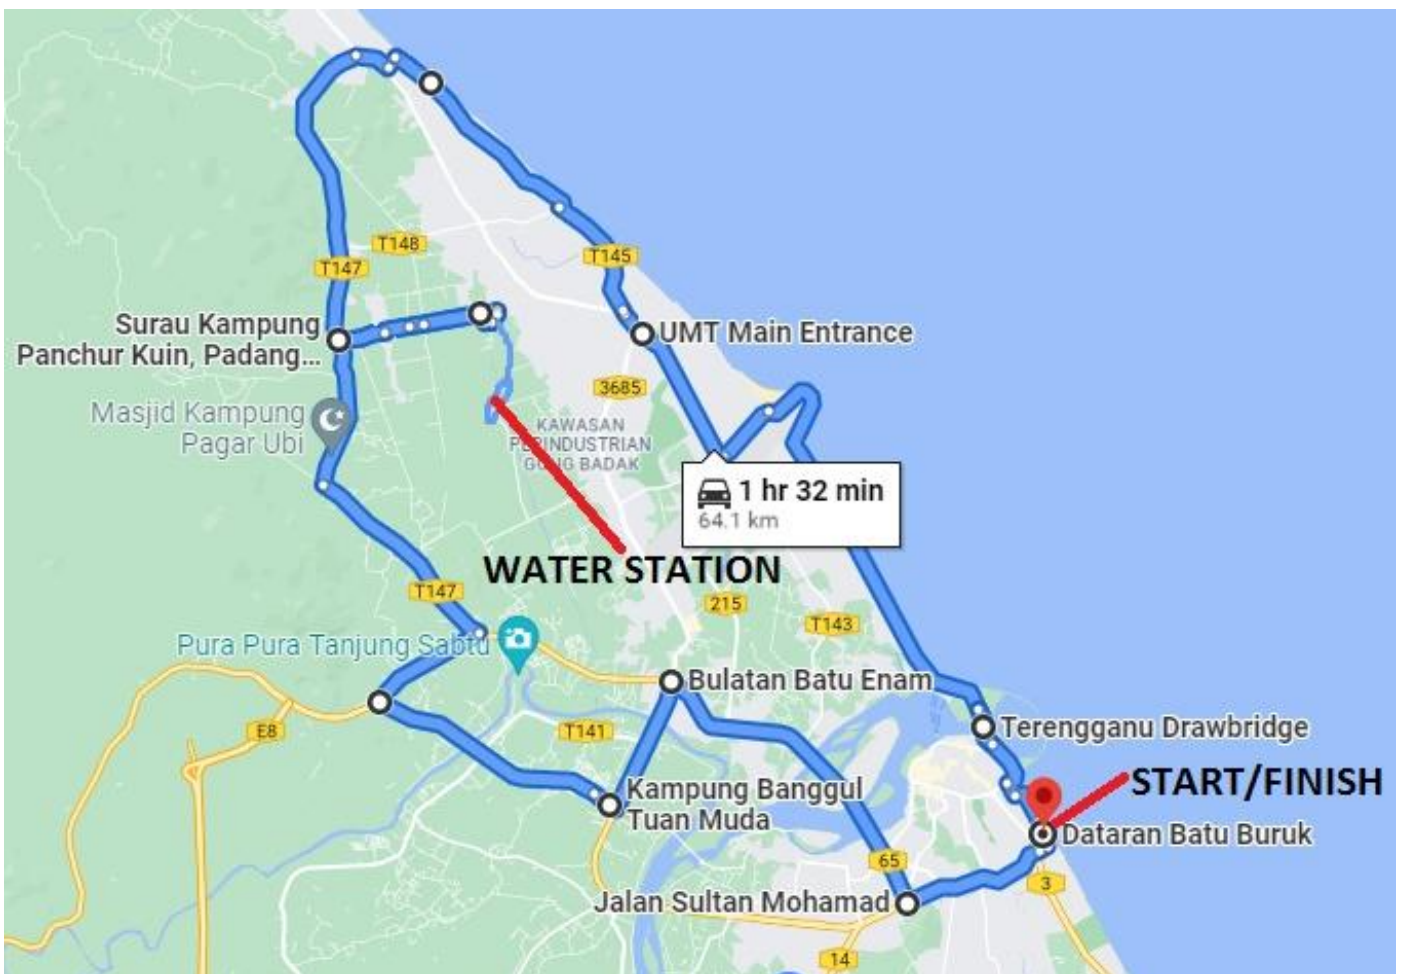 T148
T147
T145
Surau Kampung
Panchur Kuin, Padang...
UMT Main Entrance
3685
Masjid Kampung
Pagar Ubi
KAWASAN
PERINDUSTRIAN
GONG BADAK
1 hr 32 min
64.1 km
WATER STATION
T147
215
T143
Pura Pura Tanjung Sabtu
Bulatan Batu Enam
E8
T141
Terengganu Drawbridge
START/FINISH
Kampung Banggul
Tuan Muda
Dataran Batu Buruk
65
3
Jalan Sultan Mohamad
14